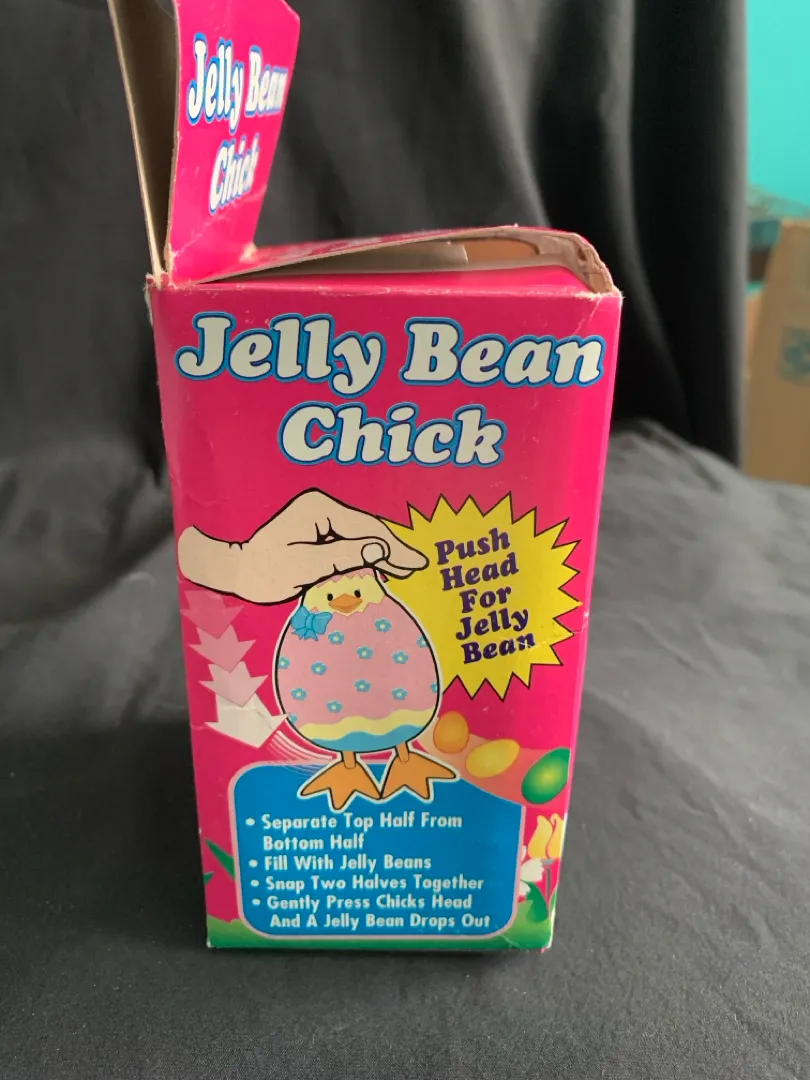 Jelly Bean
Chick
Jelly Bean
Chick
Push
Head
For
Jelly
Bean
• Separate Top Half From
Bottom Half
• Fill With Jelly Beans
• Snap Two Halves Together
• Gently Press Chicks Head
And A Jelly Bean Drops Out